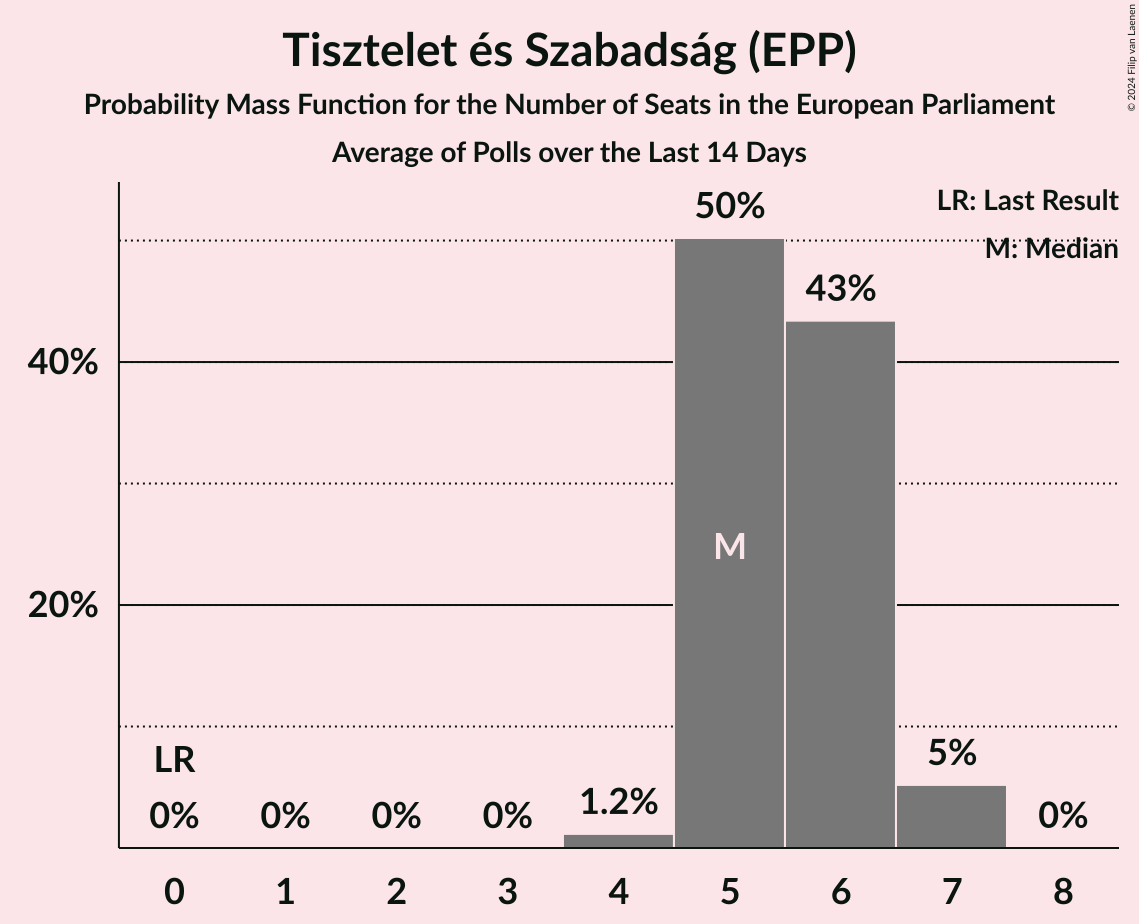 Tisztelet és Szabadság (EPP)
Probability Mass Function for the Number of Seats in the European Parliament
Average of Polls over the Last 14 Days
© 2024 Filip van Laenen
LR: Last Result
M: Median
50%
43%
40%
M
20%
LR
0% 0% 0% 0% 1.2% 5% 0%
0 1 2 3 4 5 6 7 8